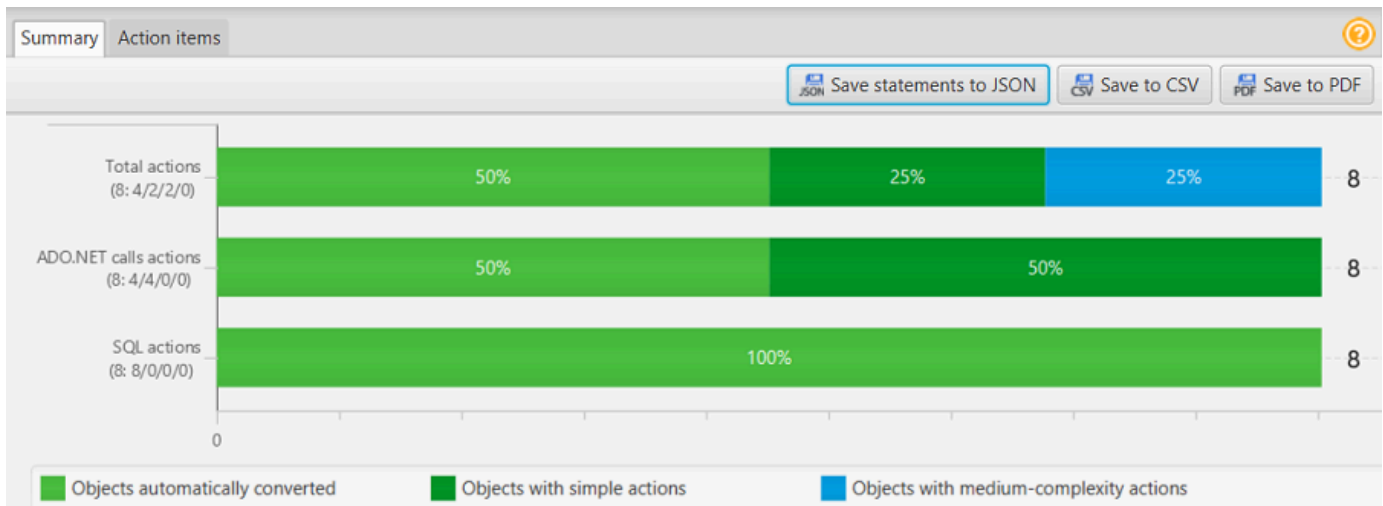 Summary
Action items
JSON Save statements to JSON
CSV Save to CSV
PDF Save to PDF
Total actions
(8: 4/2/2/0)
50%
25%
25%
8
ADO.NET calls actions
(8: 4/4/0/0)
50%
50%
8
SQL actions
(8: 8/0/0/0)
100%
8
0
Objects automatically converted
Objects with simple actions
Objects with medium-complexity actions